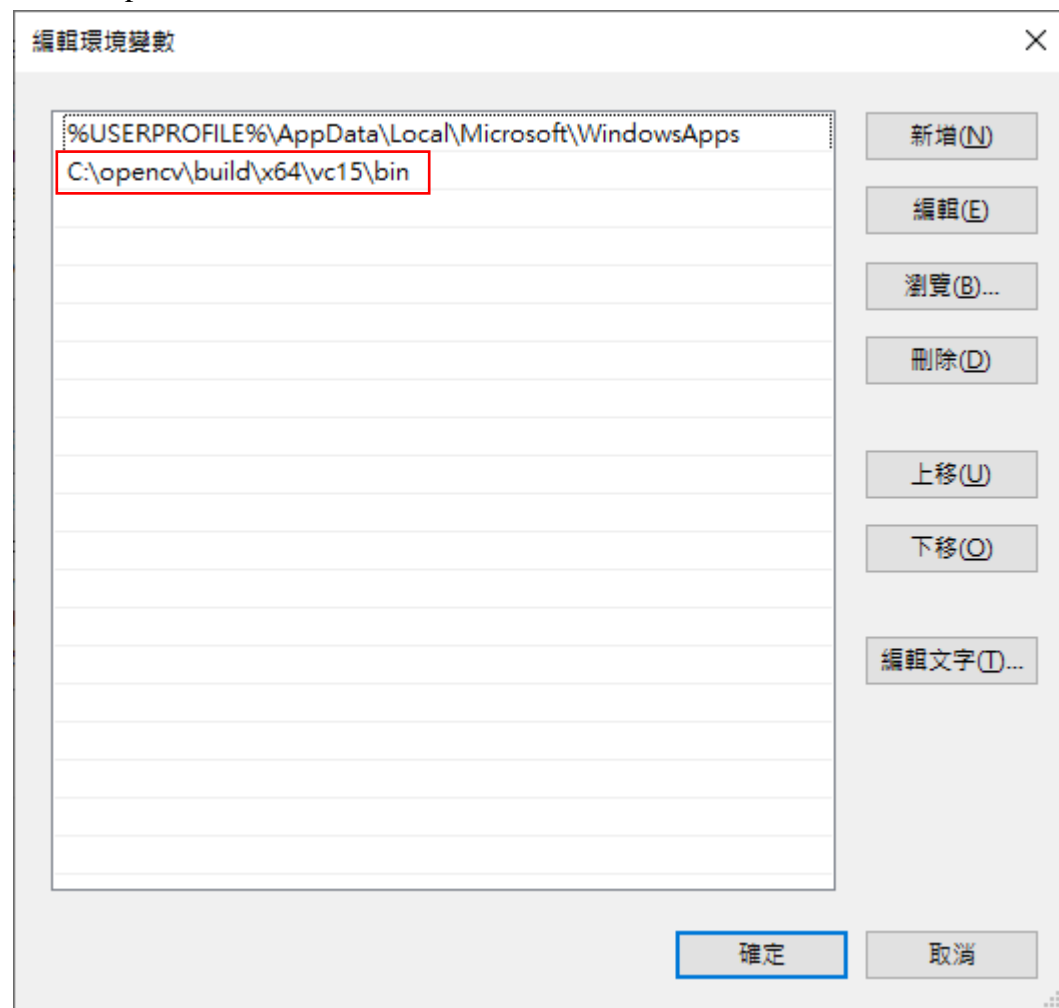 編輯環境變數
%USERPROFILE%\AppData\Local\Microsoft\WindowsApps
C:\opencv\build\x64\vc15\bin
新增(N)
編輯(E)
瀏覽(B)...
刪除(D)
上移(U)
下移(O)
編輯文字(T)...
確定
取消